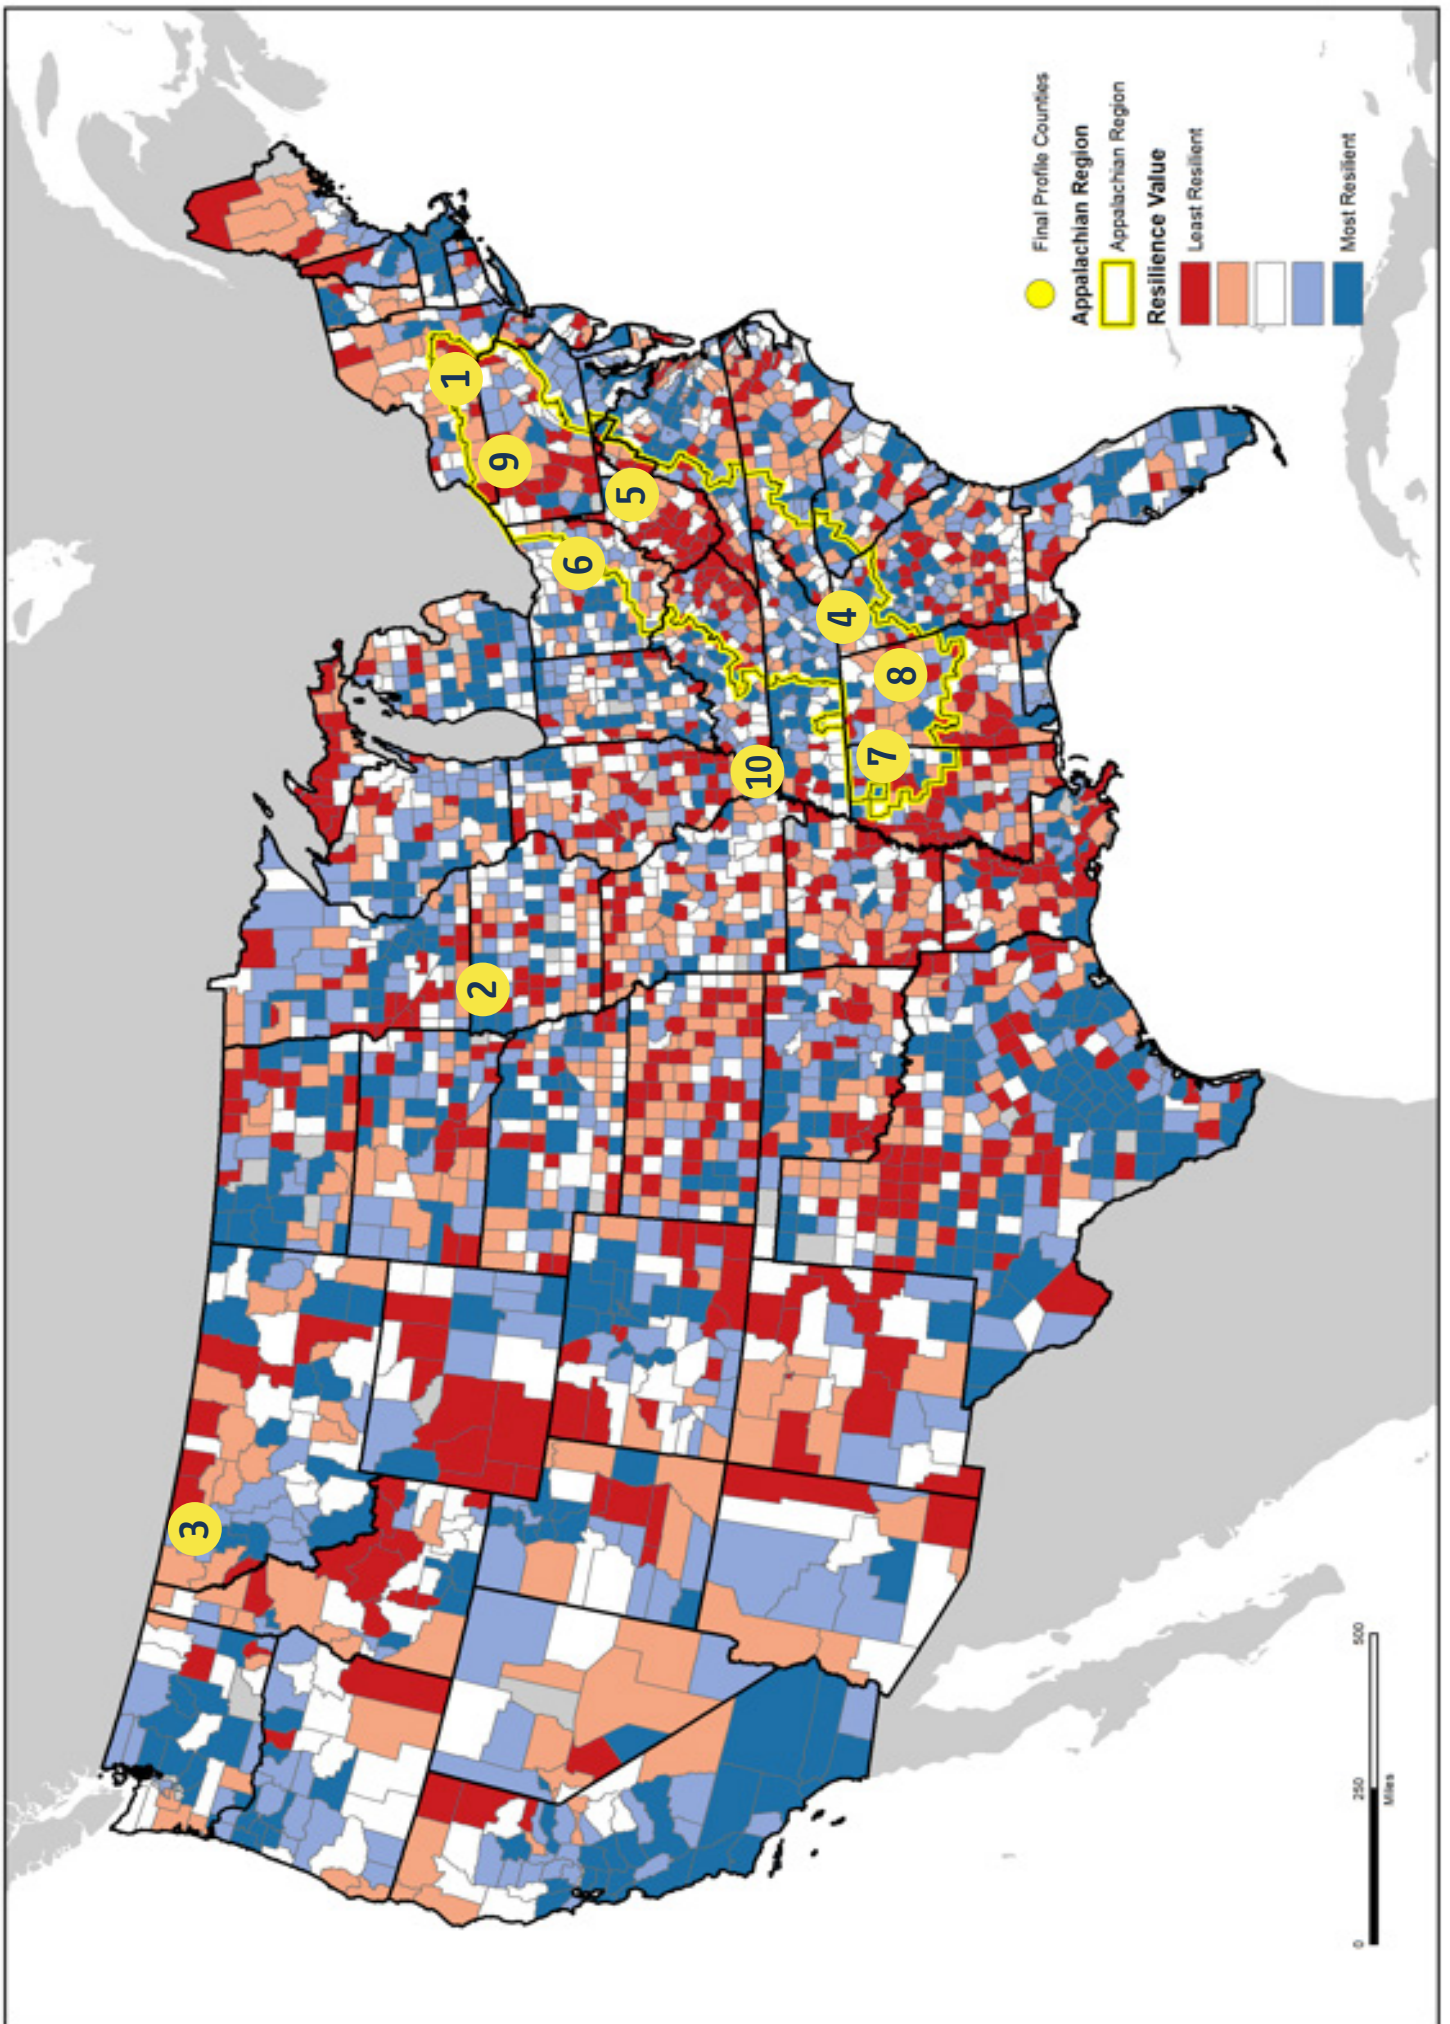 3
2
1
9
6
5
4
8
7
10
Final Profile Counties
Appalachian Region
Appalachian Region
Resilience Value
Least Resilient
Most Resilient
0 250 500
Miles